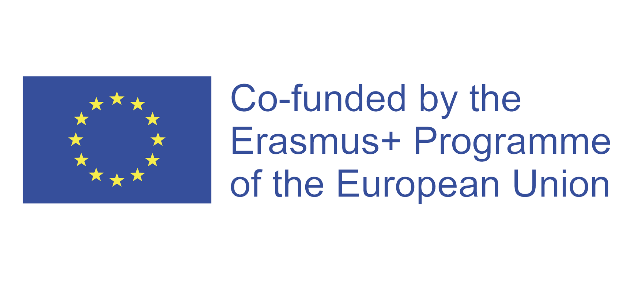 Co-funded by the
Erasmus+ Programme
of the European Union